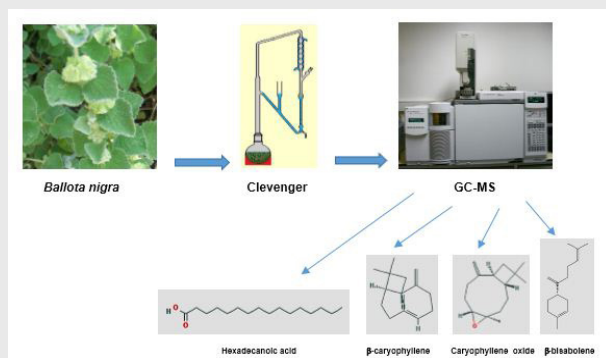 Ballota nigra
Clevenger
GC-MS
O
H
O
H
H
H
H
O
Hexadecanoic acid
β-caryophyllene
Caryophyllene oxide
β-bisabolene